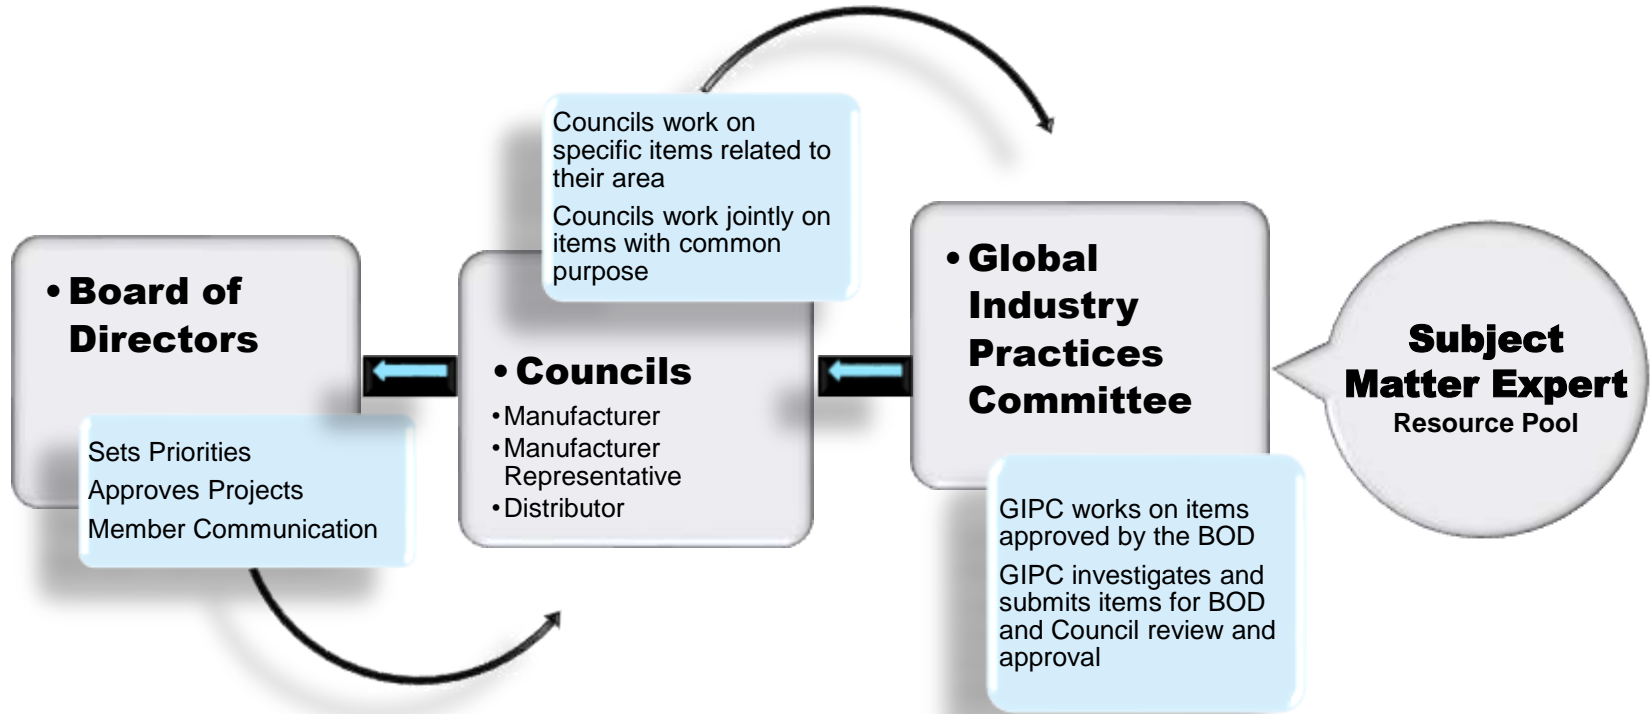 • Board of
Directors
Sets Priorities
Approves Projects
Member Communication
Councils work on
specific items related to
their area
Councils work jointly on
items with common
purpose
• Councils
• Manufacturer
• Manufacturer
Representative
• Distributor
• Global
Industry
Practices
Committee
GIPC works on items
approved by the BOD
GIPC investigates and
submits items for BOD
and Council review and
approval
Subject
Matter Expert
Resource Pool